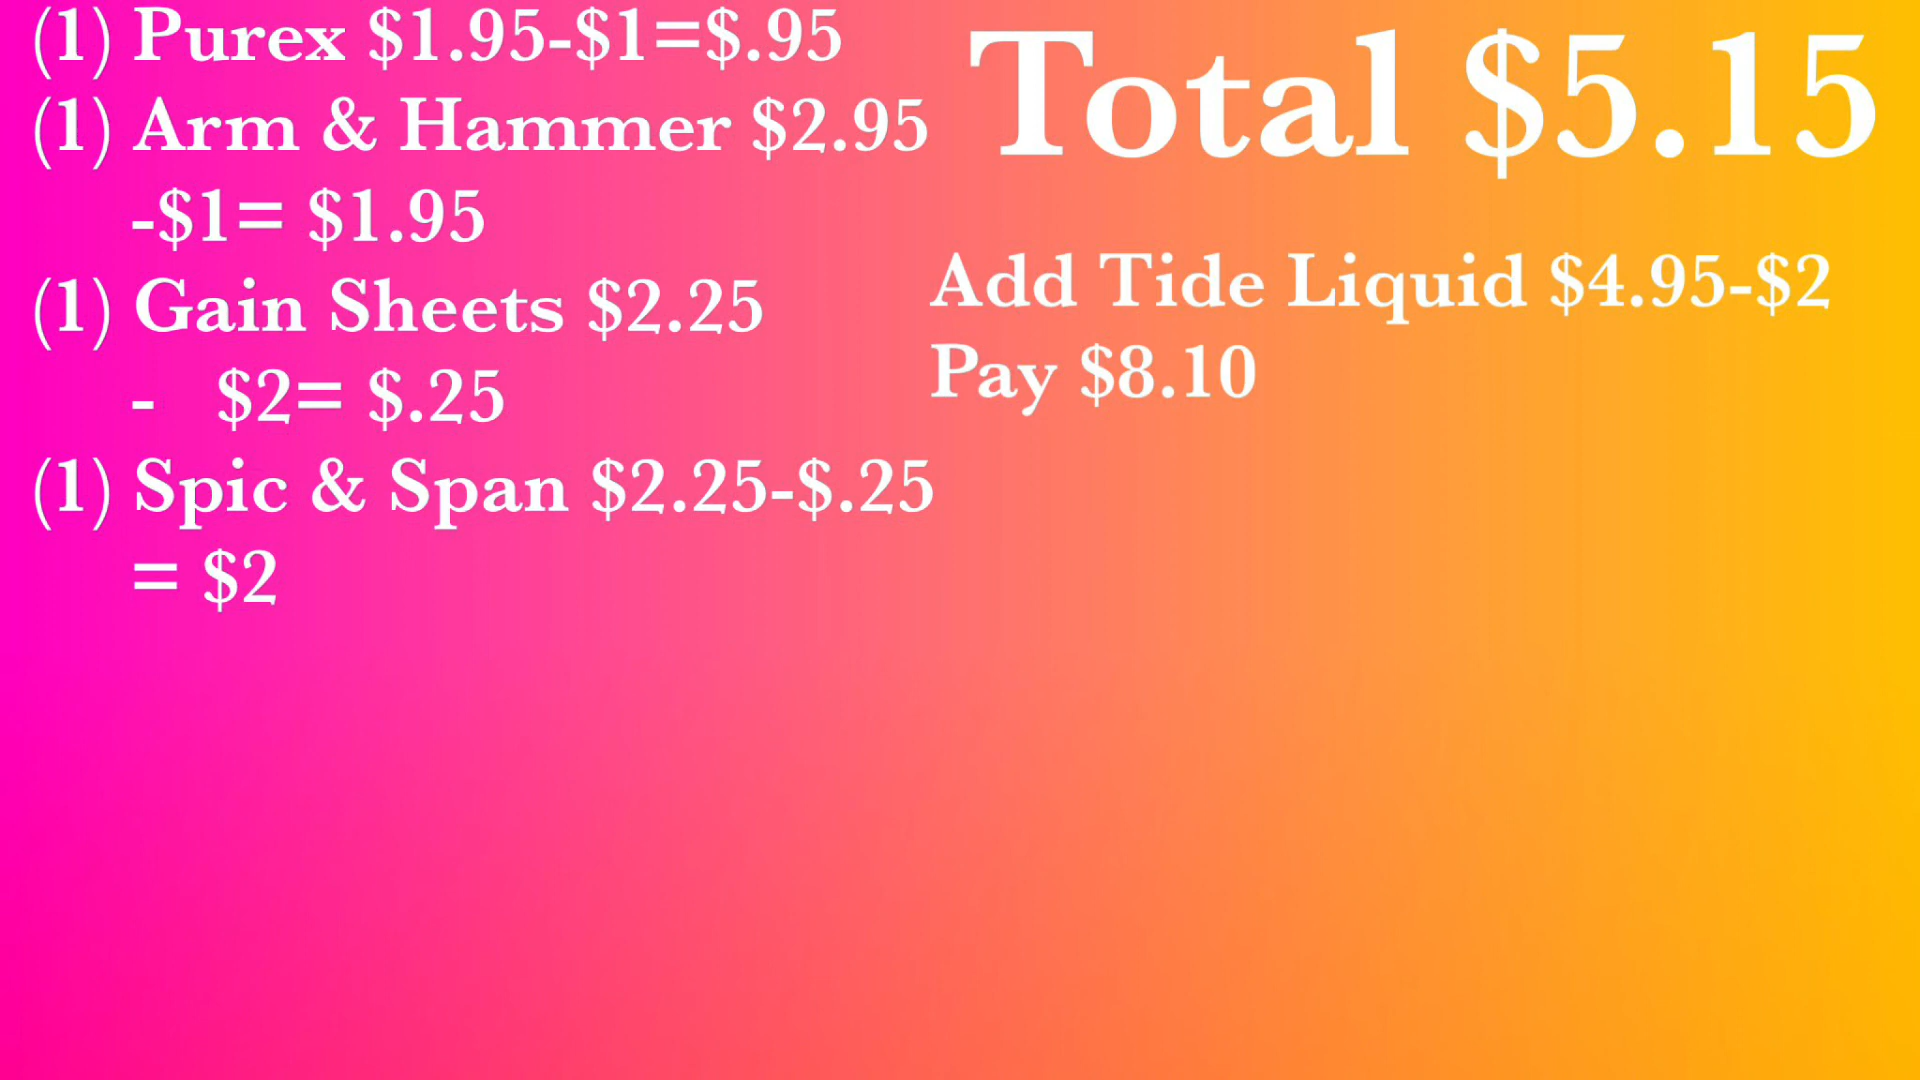 (1) Purex $1.95-$1=$.95
(1) Arm & Hammer $2.95
-$1= $1.95
(1) Gain Sheets $2.25
- $2= $.25
(1) Spic & Span $2.25-$.25
= $2
Total $5.15
Add Tide Liquid $4.95-$2
Pay $8.10